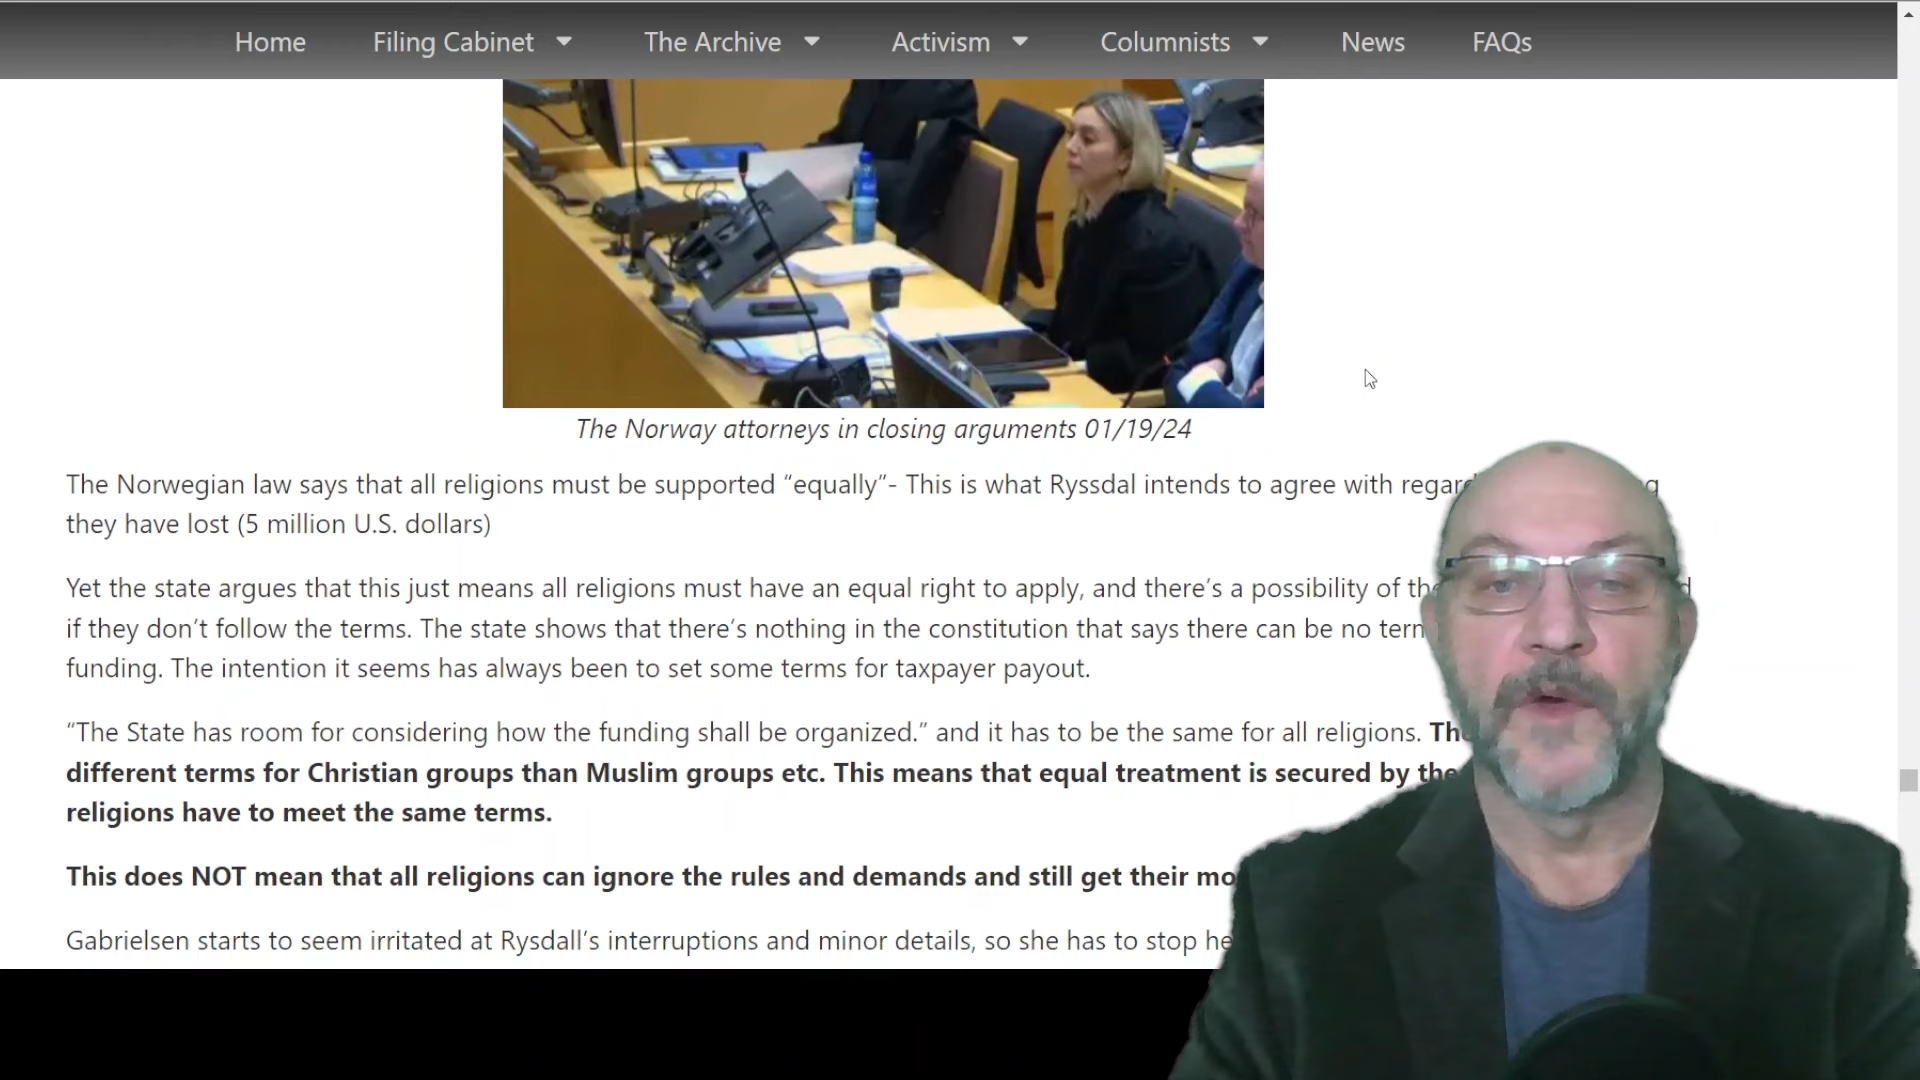 Home Filing Cabinet The Archive Activism Columnists News FAQs
The Norway attorneys in closing arguments 01/19/24
The Norwegian law says that all religions must be supported “equally”- This is what Ryssdal intends to agree with
they have lost (5 million U.S. dollars)
Yet the state argues that this just means all religions must have an equal right to apply, and there’s a possibility of
if they don’t follow the terms. The state shows that there’s nothing in the constitution that says there can be no
funding. The intention it seems has always been to set some terms for taxpayer payout.
“The State has room for considering how the funding shall be organized.” and it has to be the same for all religions.
different terms for Christian groups than Muslim groups etc. This means that equal treatment is secured by the
religions have to meet the same terms.
This does NOT mean that all religions can ignore the rules and demands and still get their
Gabrielsen starts to seem irritated at Rysdall’s interruptions and minor details, so she has to stop